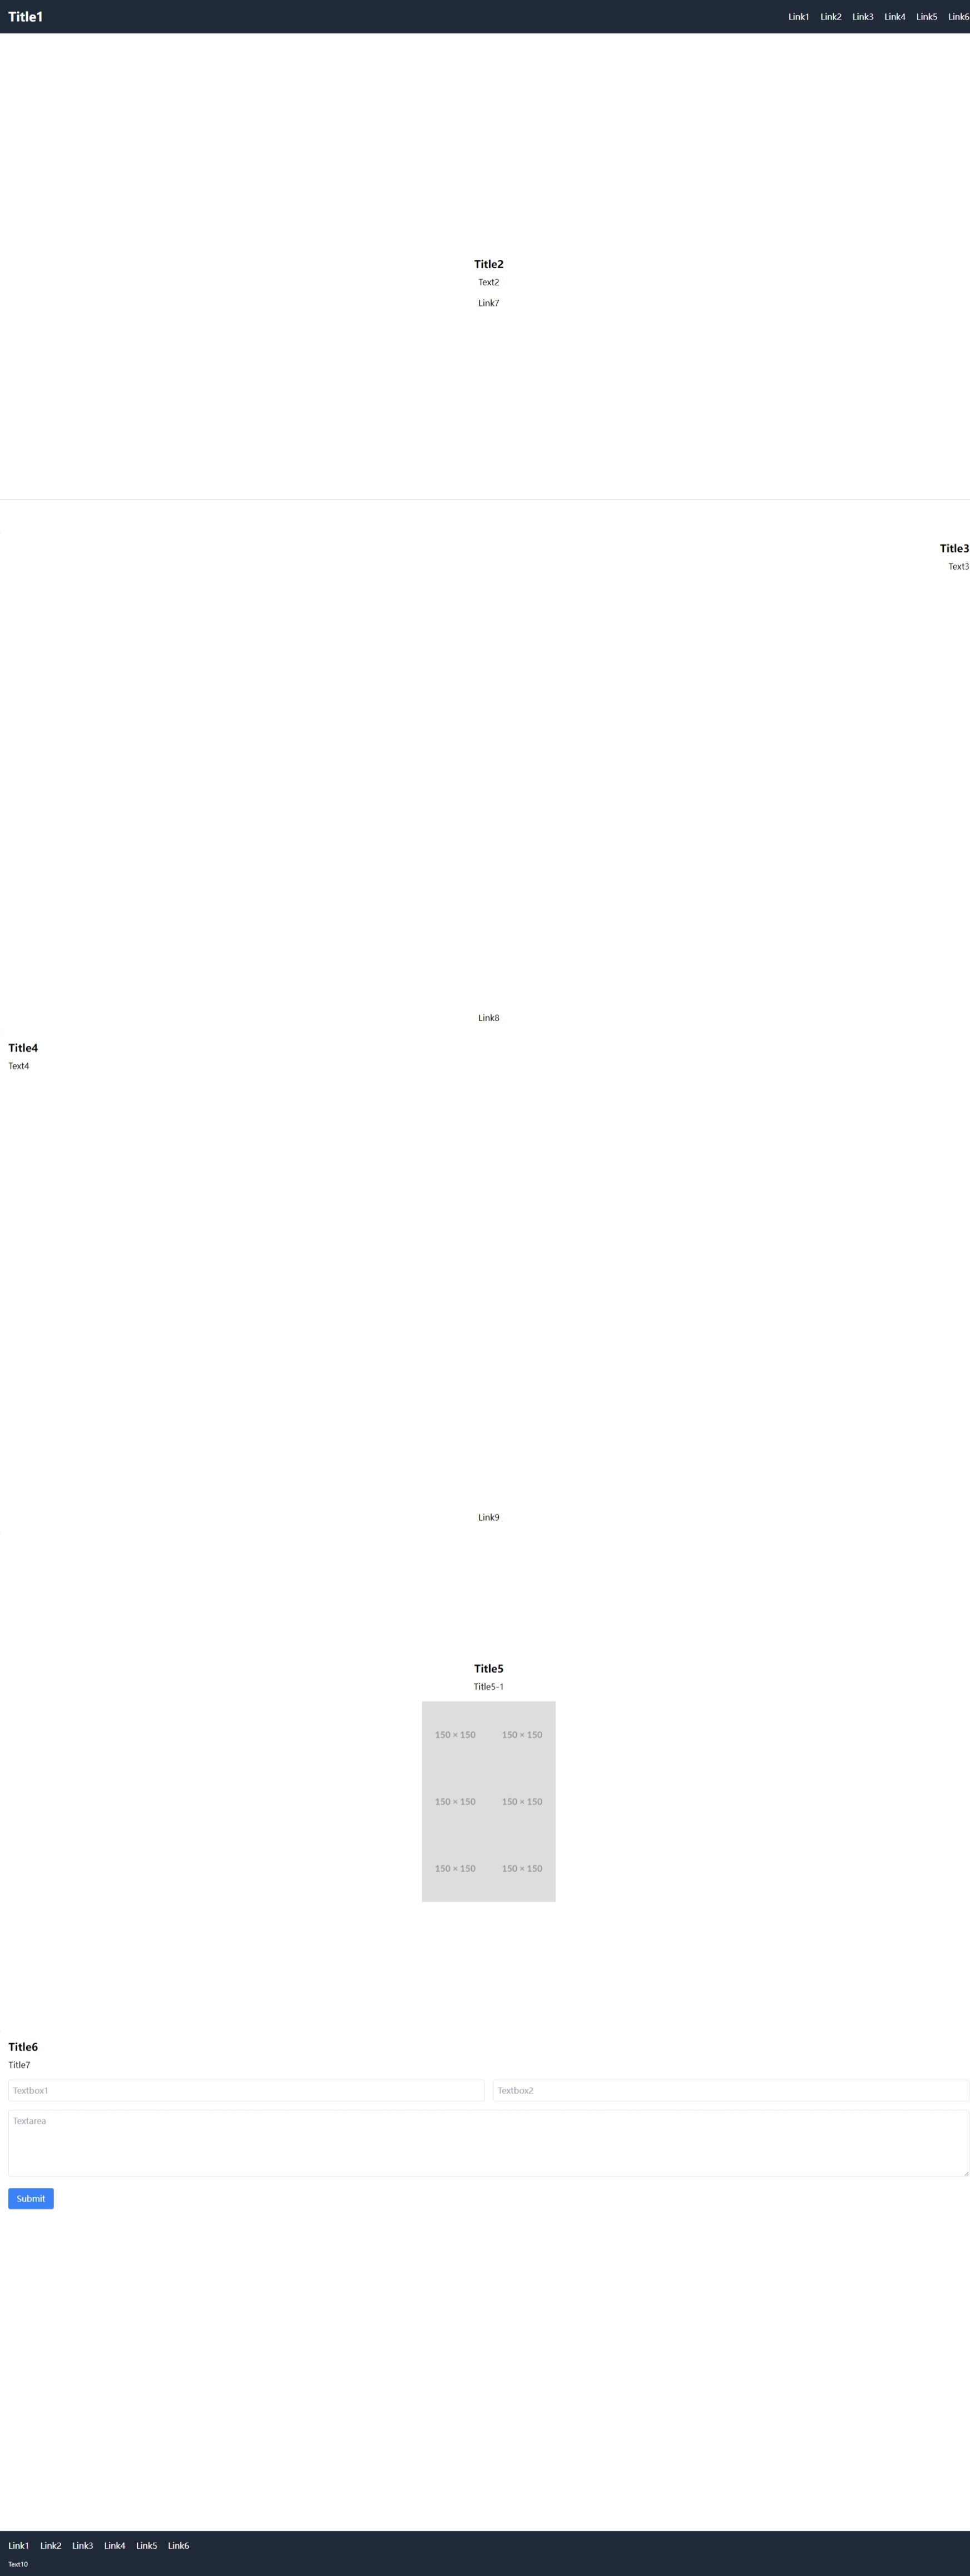 Title1 Link1 Link2 Link3 Link4 Link5 Link6
Title2
Text2
Link7
Title3
Text3
Link8
Title4
Text4
Link9
Title5
Title5-1
150 × 150 150 × 150
150 × 150 150 × 150
150 × 150 150 × 150
Title6
Title7
Textbox1 Textbox2
Textarea
Submit
Link1 Link2 Link3 Link4 Link5 Link6
Text10